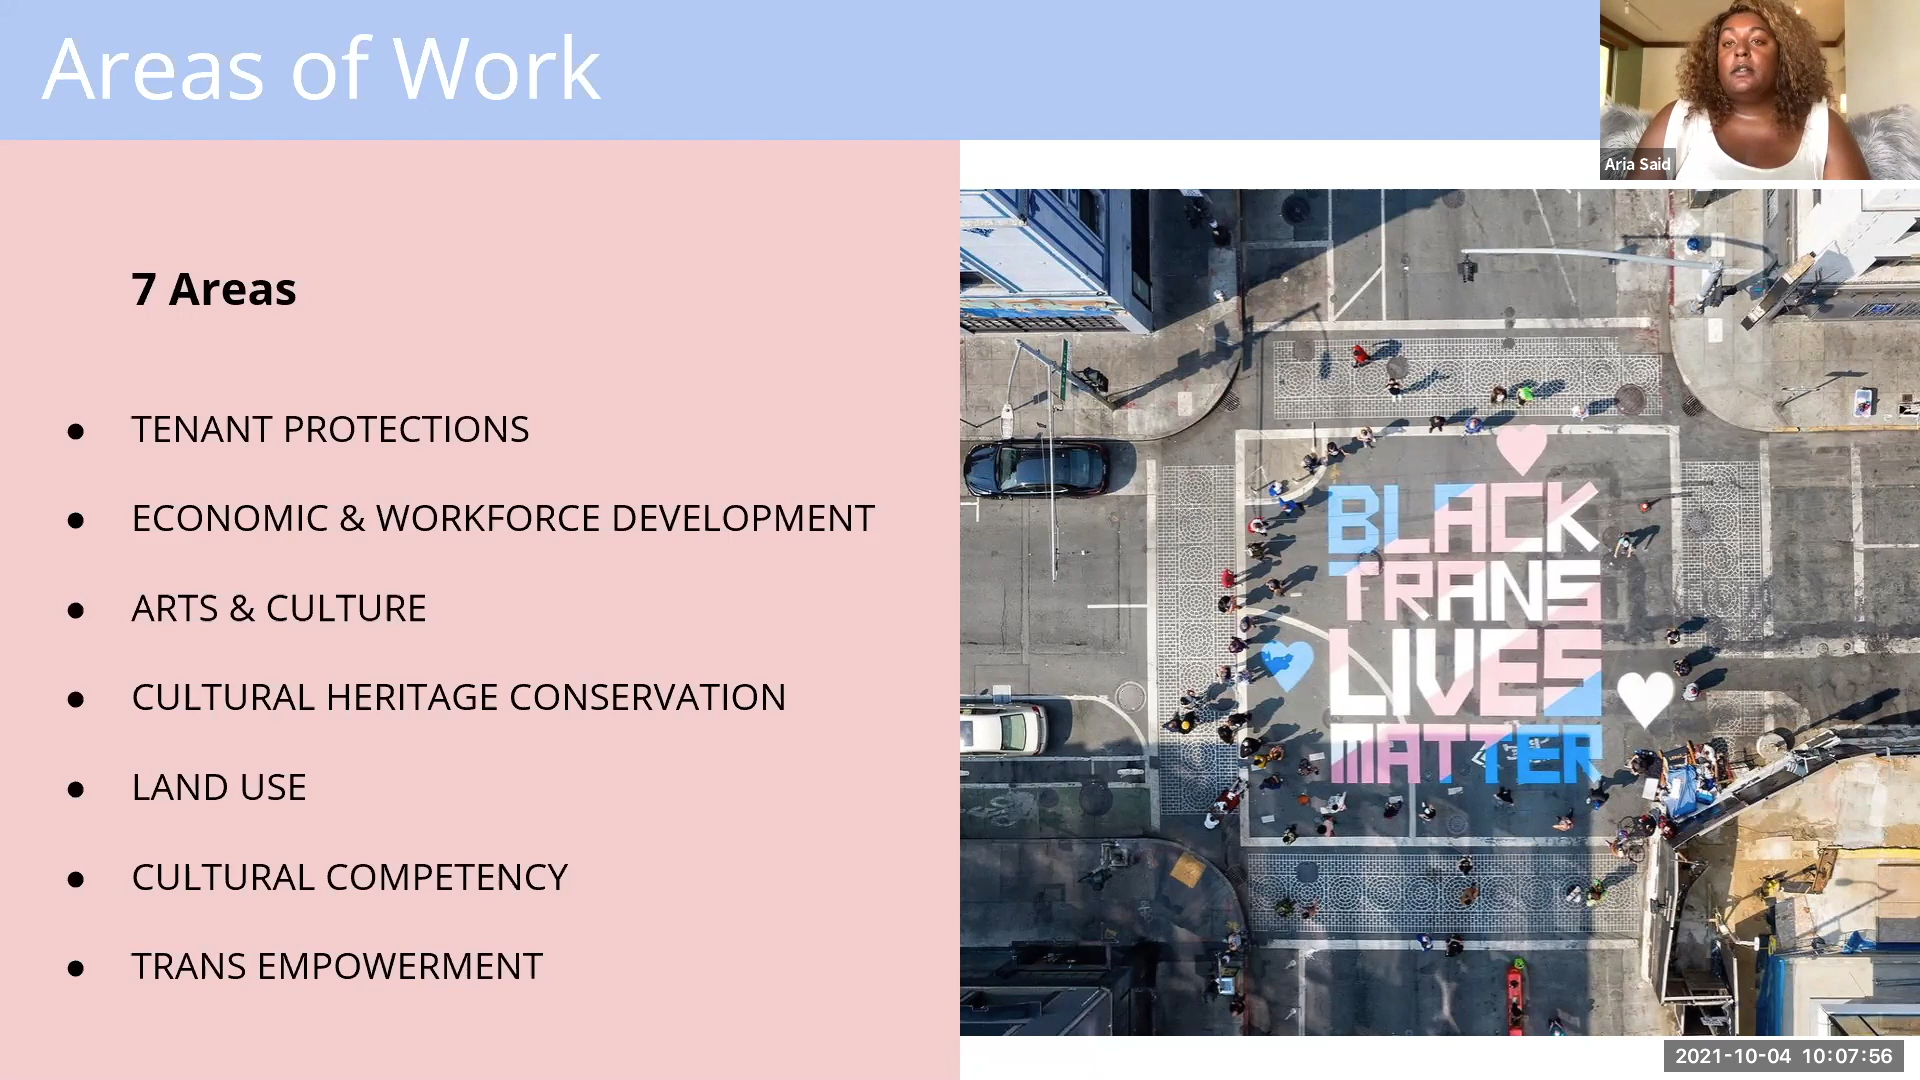 Areas of Work
Aria Said
7 Areas
TENANT PROTECTIONS
ECONOMIC & WORKFORCE DEVELOPMENT
ARTS & CULTURE
CULTURAL HERITAGE CONSERVATION
LAND USE
CULTURAL COMPETENCY
TRANS EMPOWERMENT
BLACK
TRANS
LIVES
MATTER
2021-10-04 10:07:56